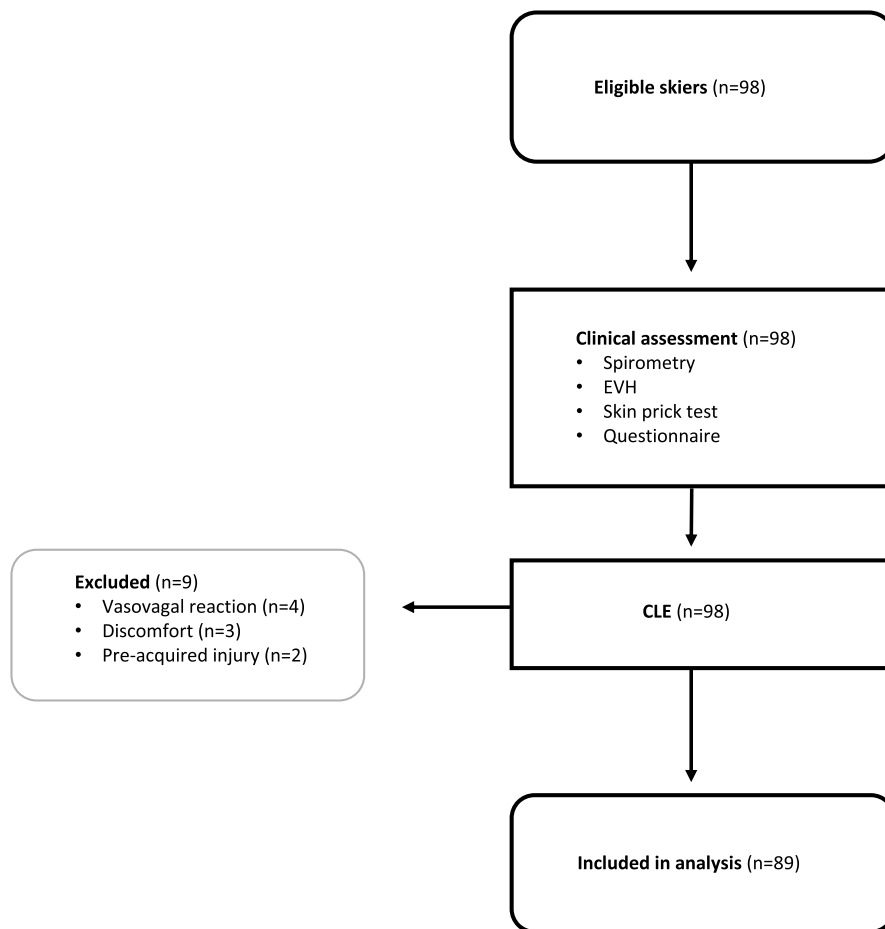 Eligible skiers (n=98)
Clinical assessment (n=98)
• Spirometry
• EVH
• Skin prick test
• Questionnaire
Excluded (n=9)
• Vasovagal reaction (n=4)
• Discomfort (n=3)
• Pre-acquired injury (n=2)
CLE (n=98)
Included in analysis (n=89)